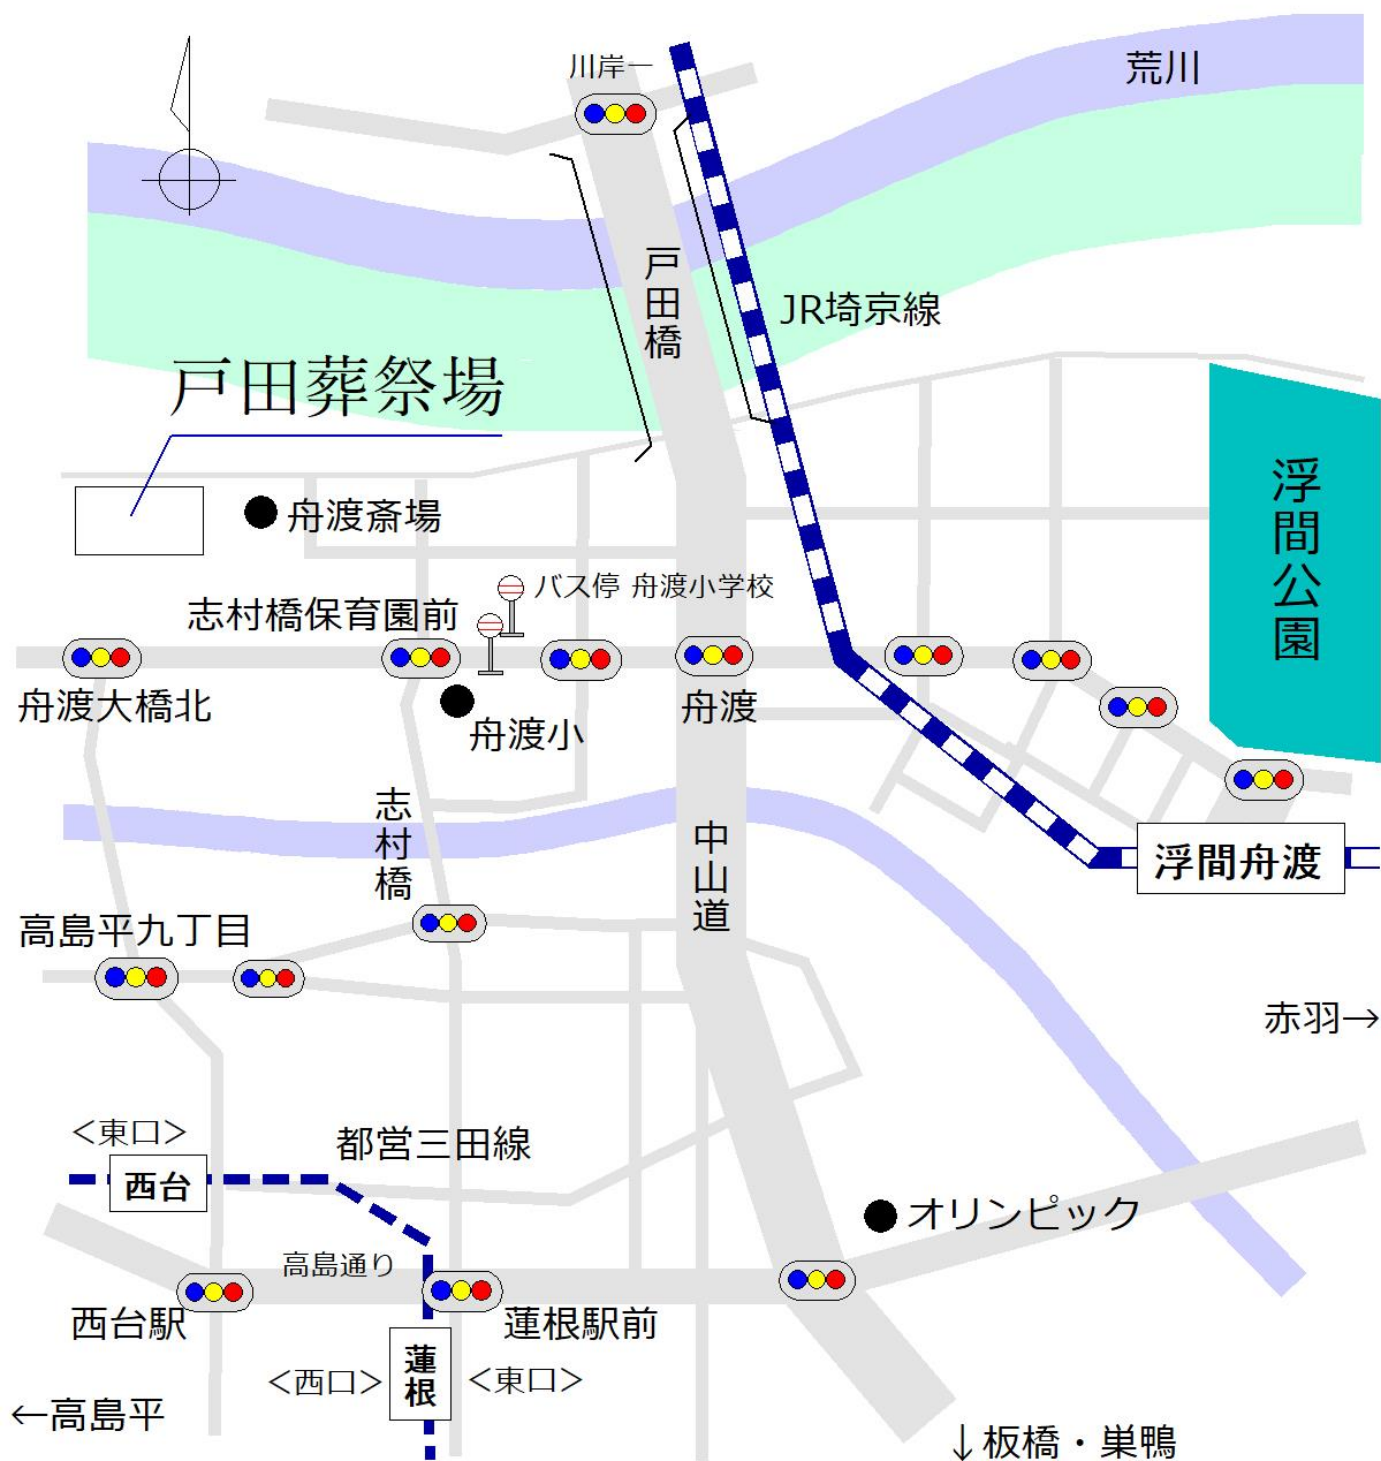 川岸一
荒川
戸田橋
JR埼京線
戸田葬祭場
浮間公園
舟渡斎場
バス停 舟渡小学校
志村橋保育園前
舟渡大橋北
舟渡小
舟渡
志村橋
中山道
浮間舟渡
高島平九丁目
赤羽→
<東口>
都営三田線
西台
オリンピック
高島通り
西台駅
蓮根駅前
蓮根
<西口>
<東口>
←高島平
↓板橋・巣鴨